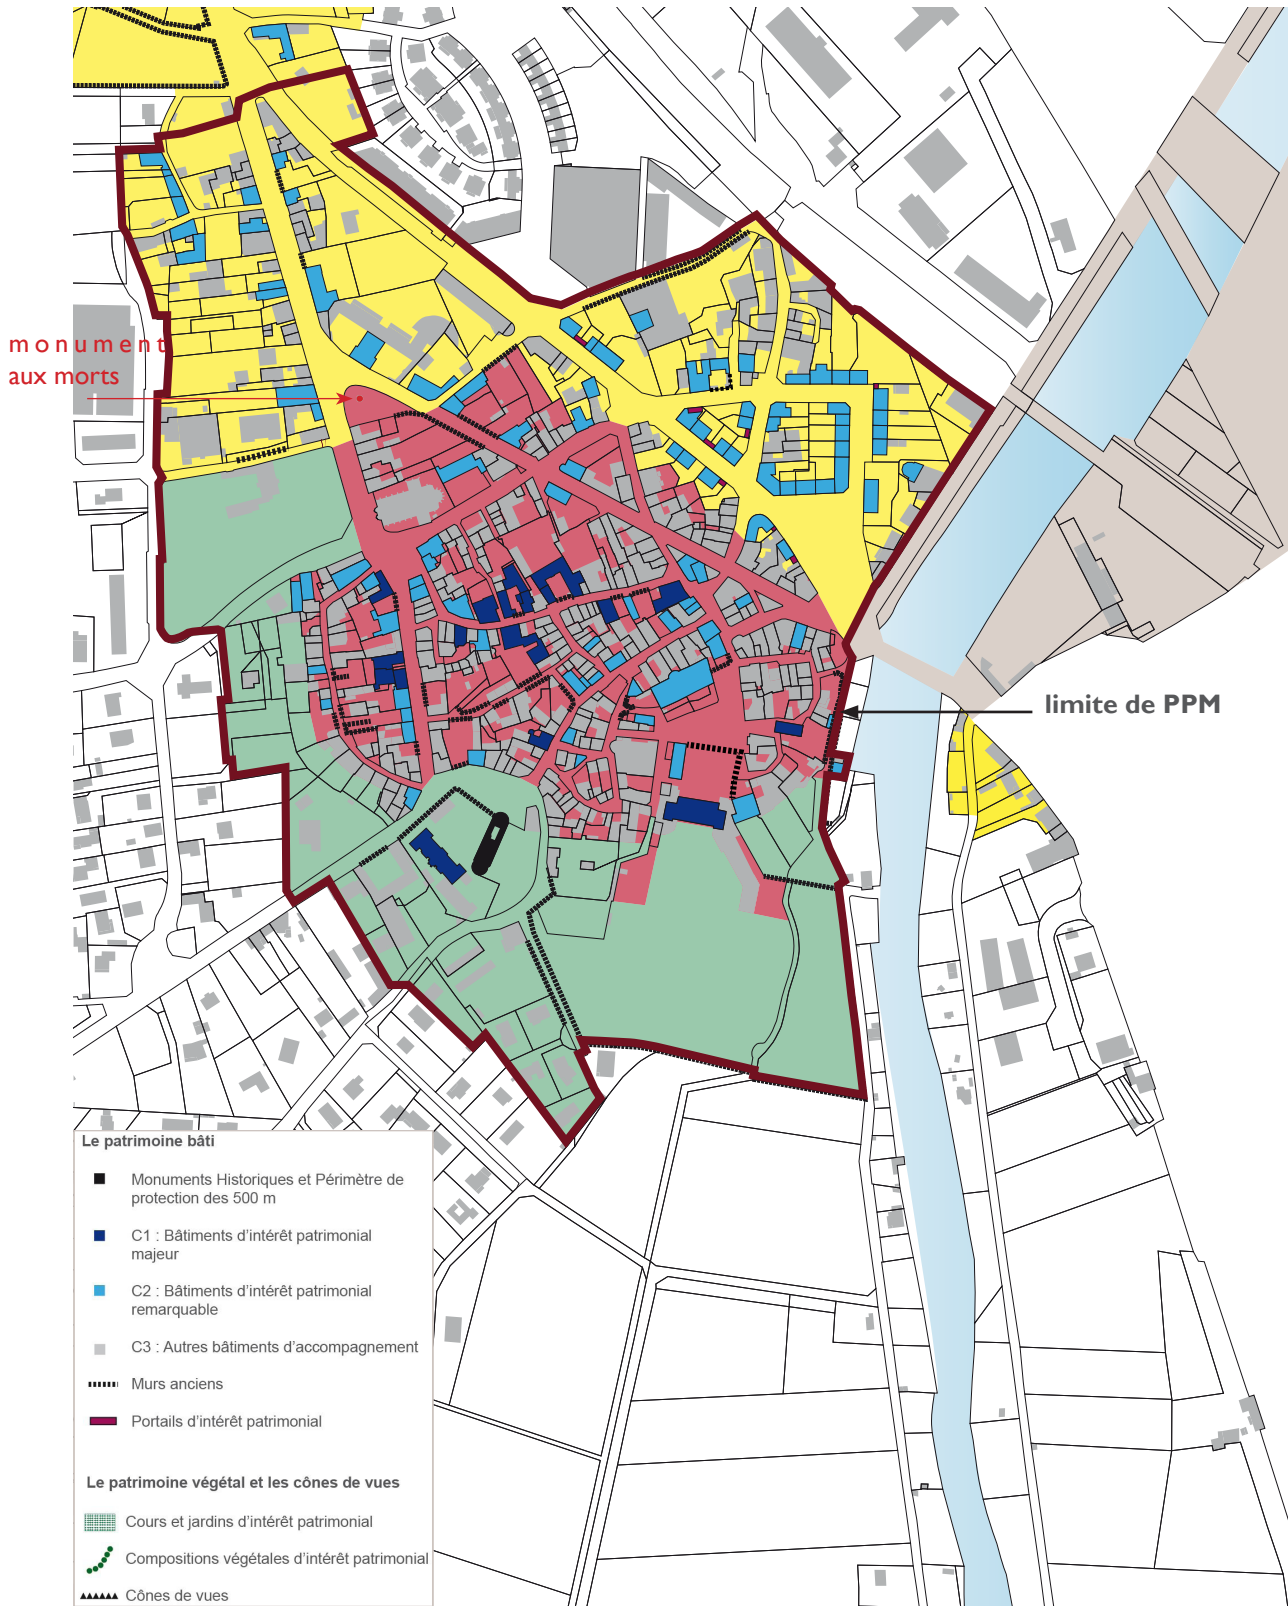 monument
aux morts
limite de PPM
Le patrimoine bâti
Monuments Historiques et Périmètre de
protection des 500 m
C1 : Bâtiments d’intérêt patrimonial
majeur
C2 : Bâtiments d’intérêt patrimonial
remarquable
C3 : Autres bâtiments d’accompagnement
Murs anciens
Portails d’intérêt patrimonial
Le patrimoine végétal et les cônes de vues
Cours et jardins d’intérêt patrimonial
Compositions végétales d’intérêt patrimonial
Cônes de vues